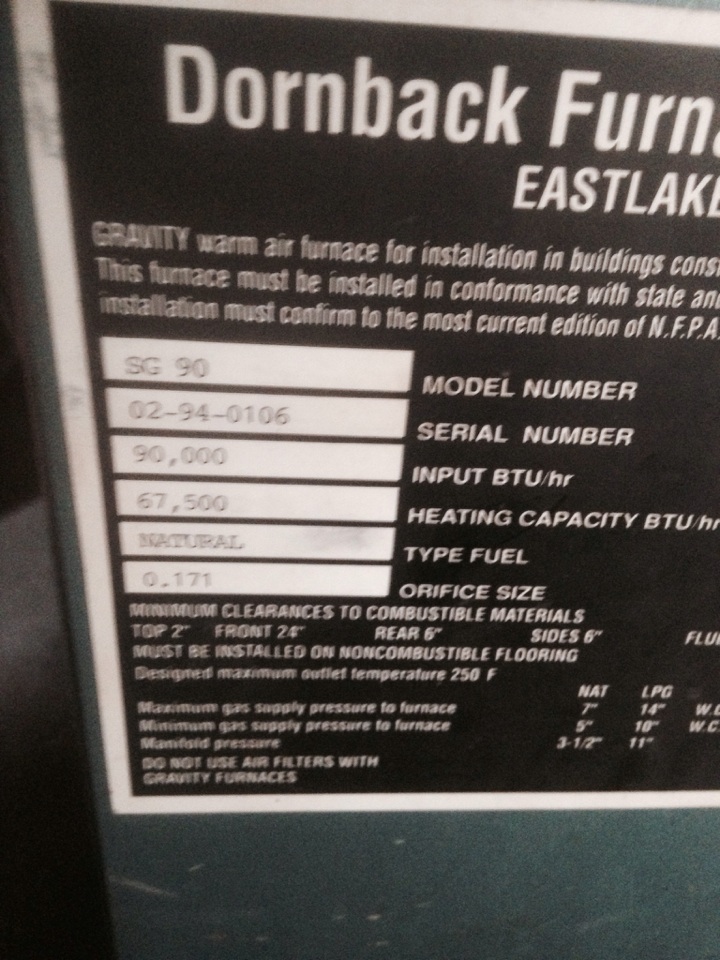 Dornback Furn
EASTLAKE
GRAVITY warm air furnace for installation in buildings cons
This furnace must be installed in conformance with state an
installation must confirm to the most current edition of N.F.P.A.
SG 90 MODEL NUMBER
02-94-0106 SERIAL NUMBER
90,000 INPUT BTU/hr
67,500 HEATING CAPACITY BTU/hr
NATURAL TYPE FUEL
0.171 ORIFICE SIZE
MINIMUM CLEARANCES TO COMBUSTIBLE MATERIALS
TOP 2" FRONT 24" REAR 6" SIDES 6" FLU
MUST BE INSTALLED ON NONCOMBUSTIBLE FLOORING
Designed maximum outlet temperature 250 F
NAT LPG
Maximum gas supply pressure to furnace 7" 14" W.C
Minimum gas supply pressure to furnace 5" 10" W.C.
Manifold pressure 3-1/2" 11"
DO NOT USE AIR FILTERS WITH
GRAVITY FURNACES